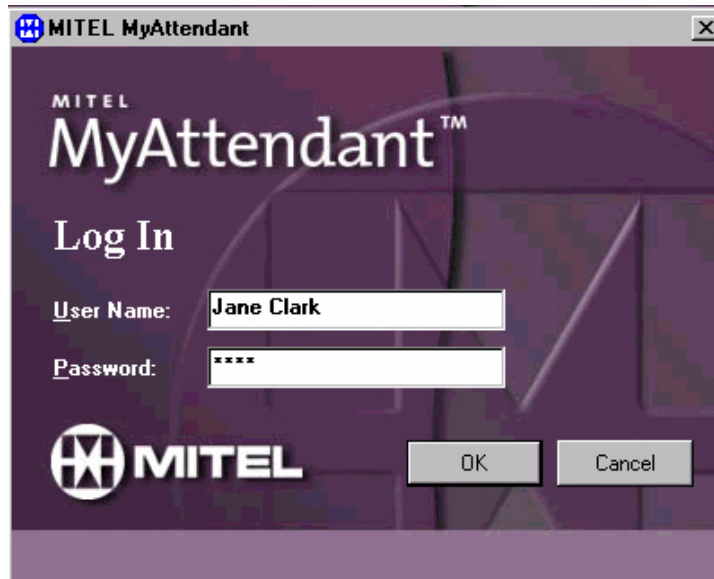 MITEL MyAttendant
MITEL
MyAttendant™
Log In
User Name: Jane Clark
Password: ****
MITEL
OK Cancel